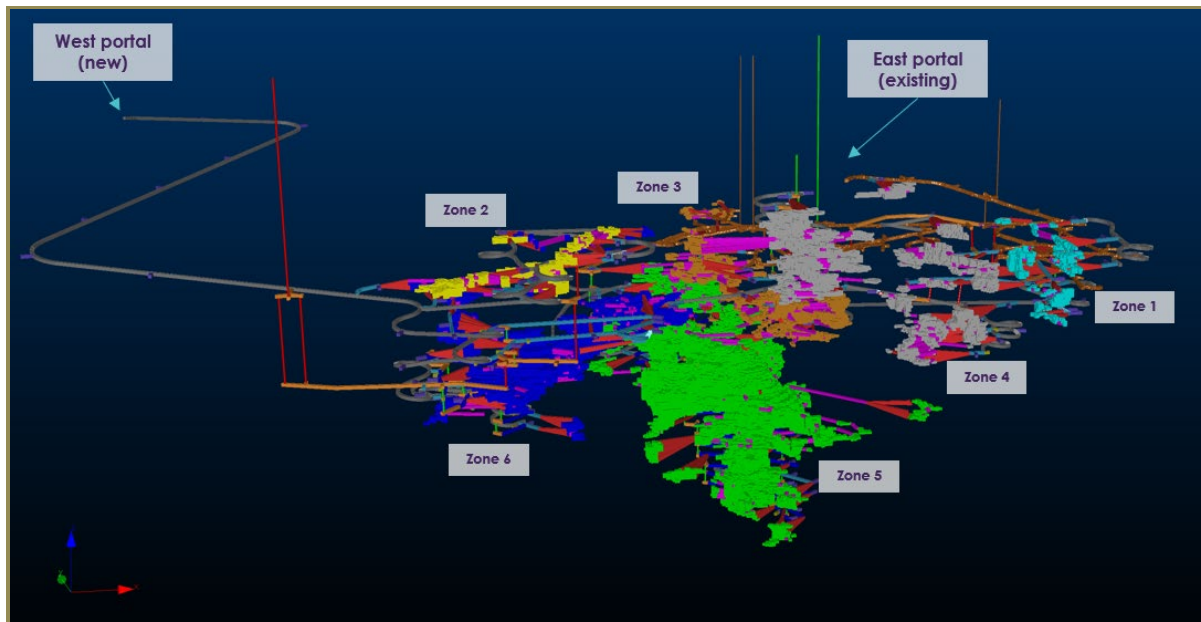 West portal
(new)
East portal
(existing)
Zone 3
Zone 2
Zone 1
Zone 4
Zone 6
Zone 5